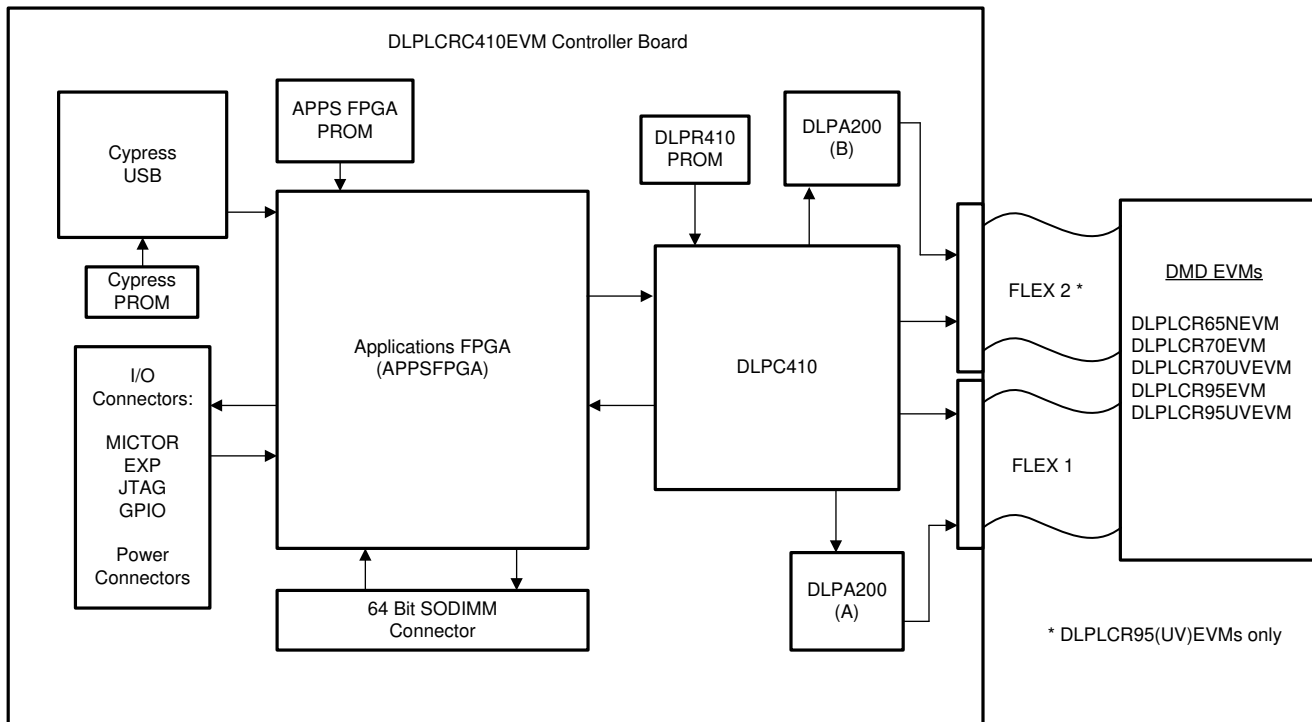 DLPLCRC410EVM Controller Board
Cypress
USB
APPS FPGA
PROM
DLPR410
PROM
DLPA200
(B)
Cypress
PROM
I/O
Connectors:
MICTOR
EXP
JTAG
GPIO
Power
Connectors
Applications FPGA
(APPSFPGA)
DLPC410
64 Bit SODIMM
Connector
DLPA200
(A)
FLEX 2 *
FLEX 1
DMD EVMs
DLPLCR65NEVM
DLPLCR70EVM
DLPLCR70UVEVM
DLPLCR95EVM
DLPLCR95UVEVM
* DLPLCR95(UV)EVMs only